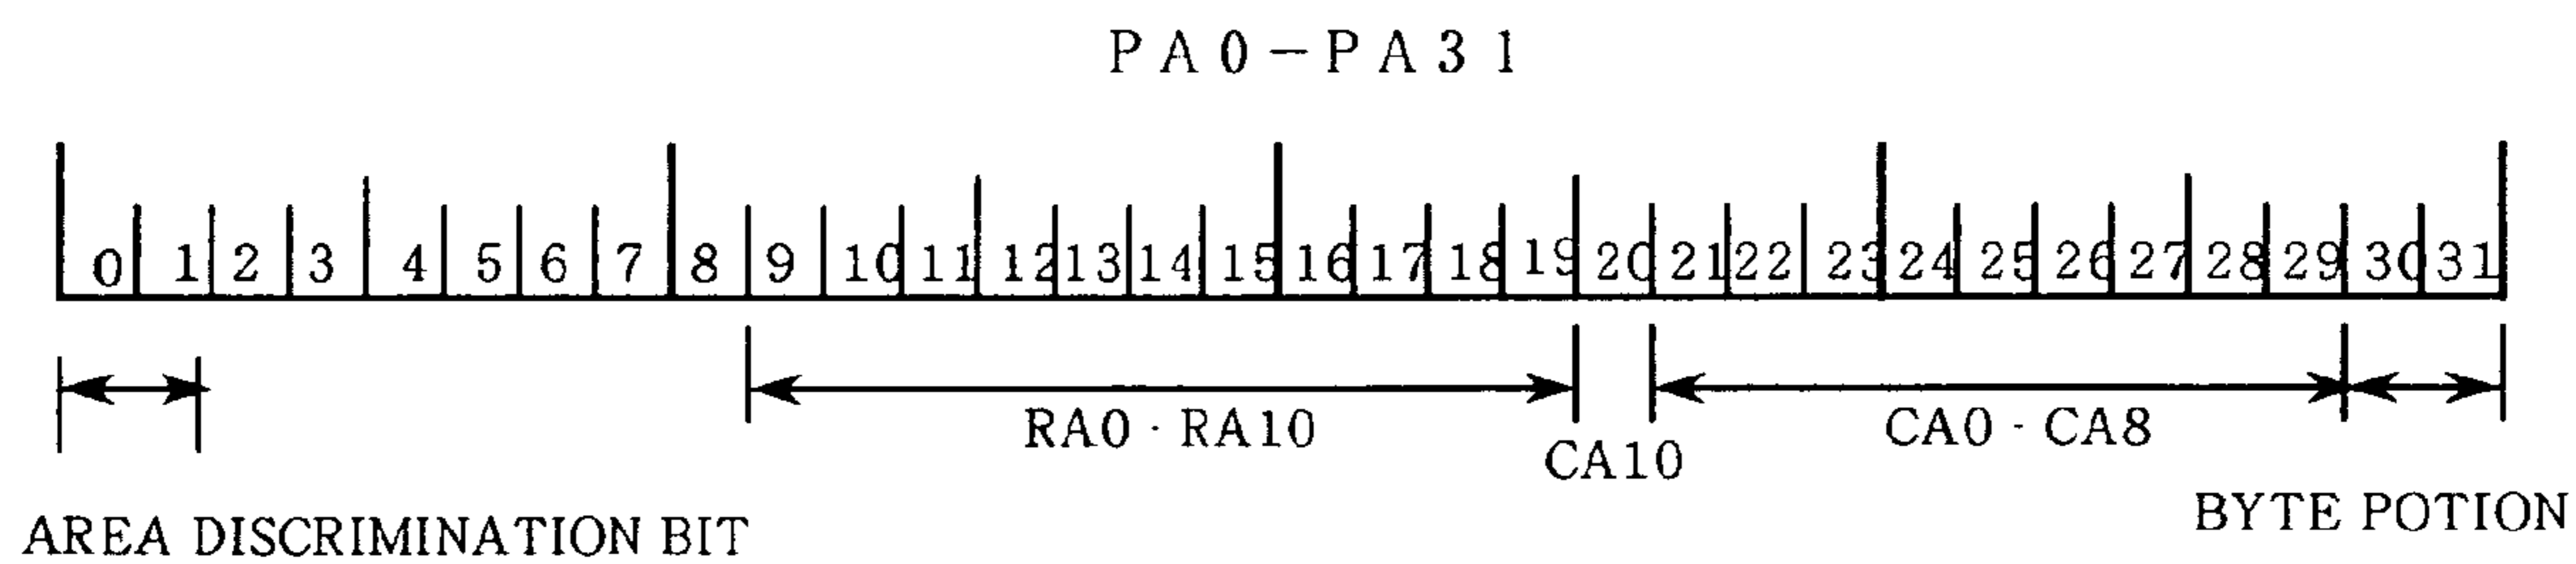 PA0-PA31
0 1 2 3 4 5 6 7 8 9 10 11 12 13 14 15 16 17 18 19 20 21 22 23 24 25 26 27 28 29 30 31
RA0 · RA10
CA10
CA0 · CA8
AREA DISCRIMINATION BIT
BYTE POTION